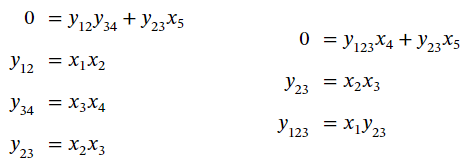 0 = y₁₂y₃₄ + y₂₃x₅
y₁₂ = x₁x₂
y₃₄ = x₃x₄
y₂₃ = x₂x₃
0 = y₁₂₃x₄ + y₂₃x₅
y₂₃ = x₂x₃
y₁₂₃ = x₁y₂₃